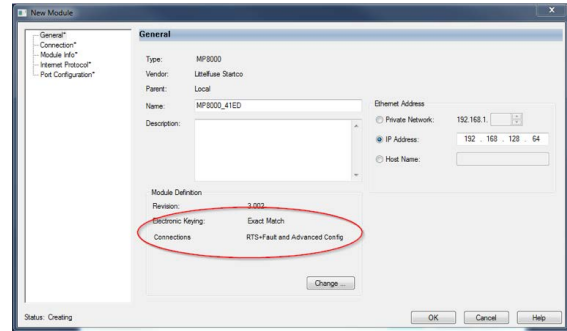 New Module
General*
Connection*
Module Info*
Internet Protocol*
Port Configuration*
General
Type: MP8000
Vendor: Littelfuse Startco
Parent: Local
Name: MP8000_41ED
Description:
Ethernet Address
Private Network: 192.168.1.
IP Address: 192 . 168 . 128 . 64
Host Name:
Module Definition
Revision: 3.002
Electronic Keying: Exact Match
Connections RTS+Fault and Advanced Config
Change ...
Status: Creating
OK Cancel Help